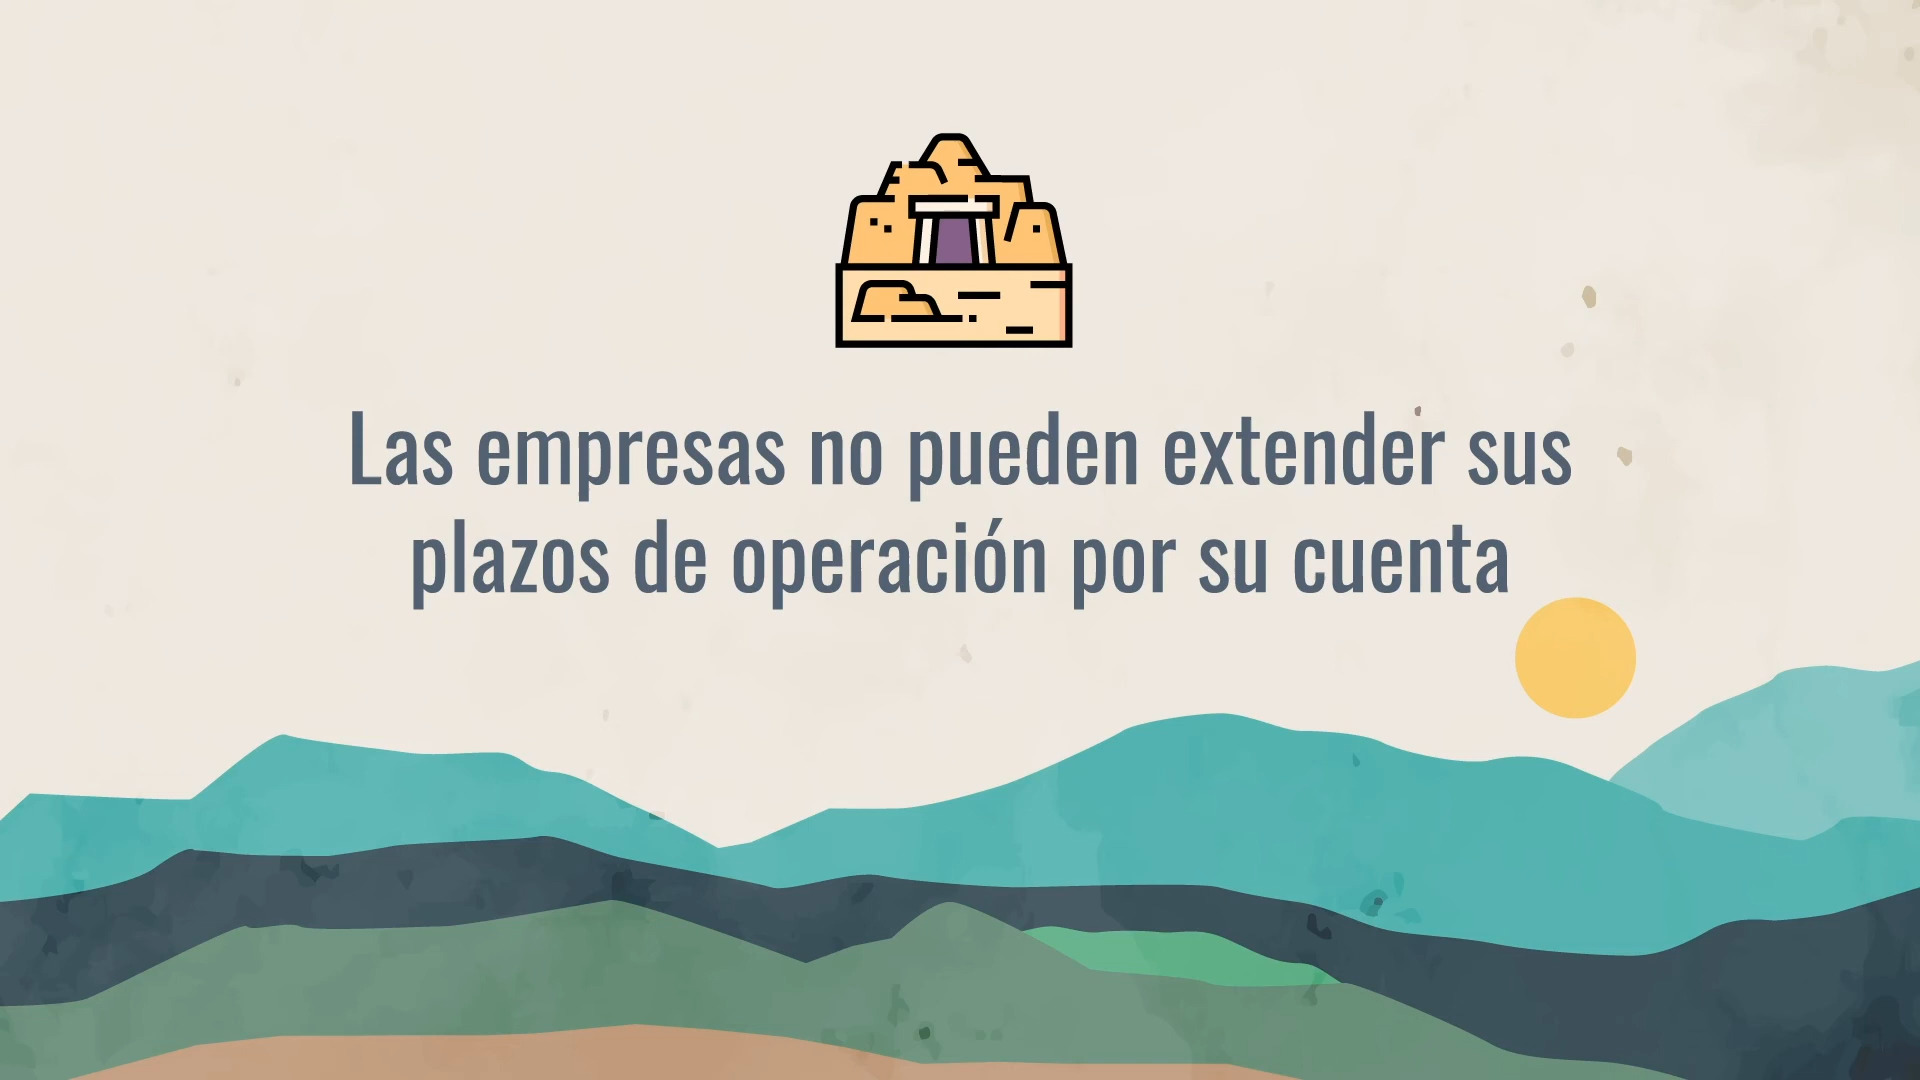 Las empresas no pueden extender sus
plazos de operación por su cuenta